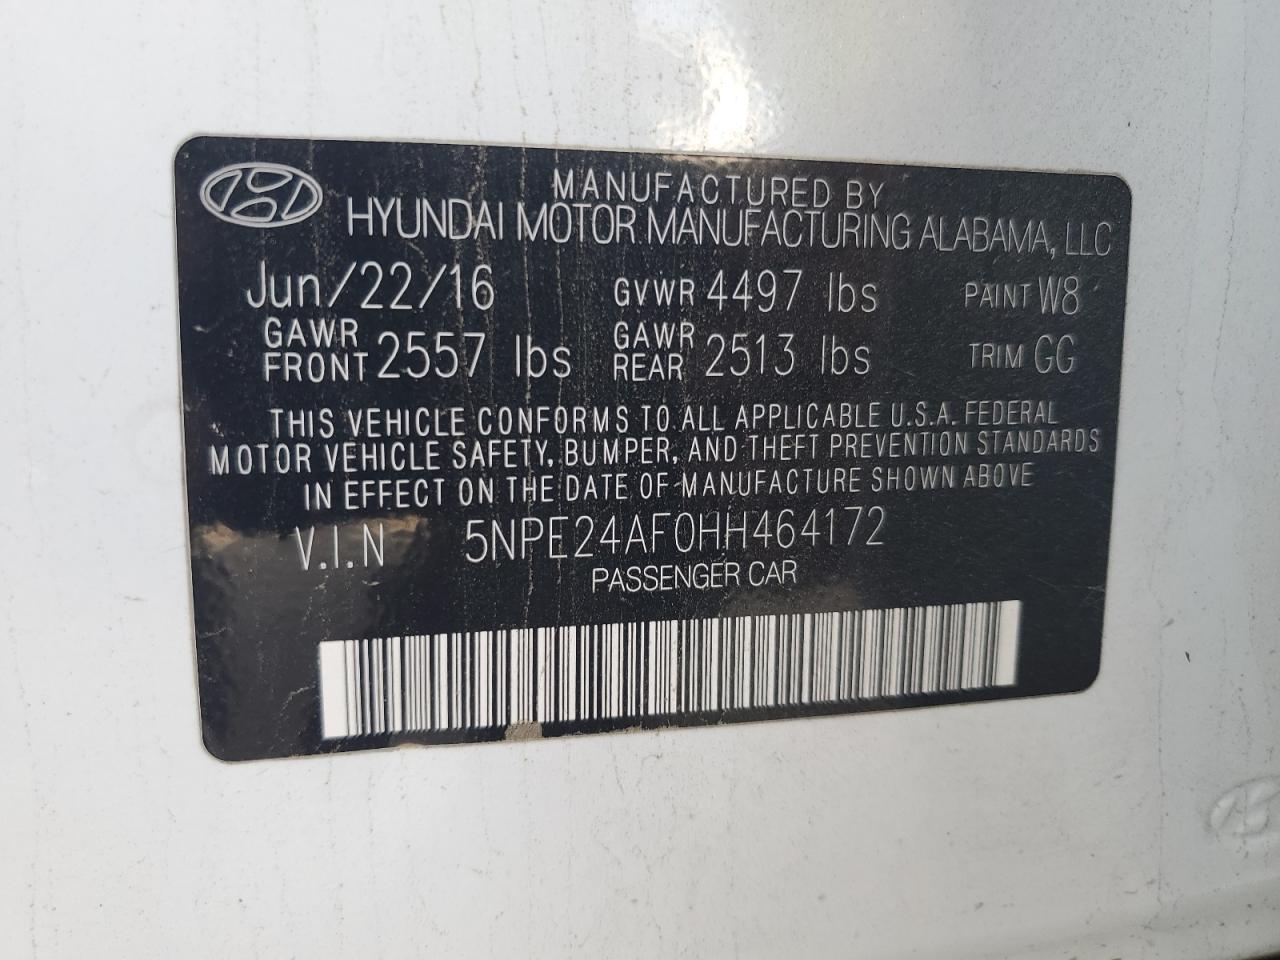 MANUFACTURED BY
HYUNDAI MOTOR MANUFACTURING ALABAMA, LLC
Jun/22/16 GVWR 4497 lbs PAINT W8
GAWR FRONT 2557 lbs GAWR REAR 2513 lbs TRIM GG
THIS VEHICLE CONFORMS TO ALL APPLICABLE U.S.A. FEDERAL
MOTOR VEHICLE SAFETY, BUMPER, AND THEFT PREVENTION STANDARDS
IN EFFECT ON THE DATE OF MANUFACTURE SHOWN ABOVE
V.I.N 5NPE24AF0HH464172
PASSENGER CAR